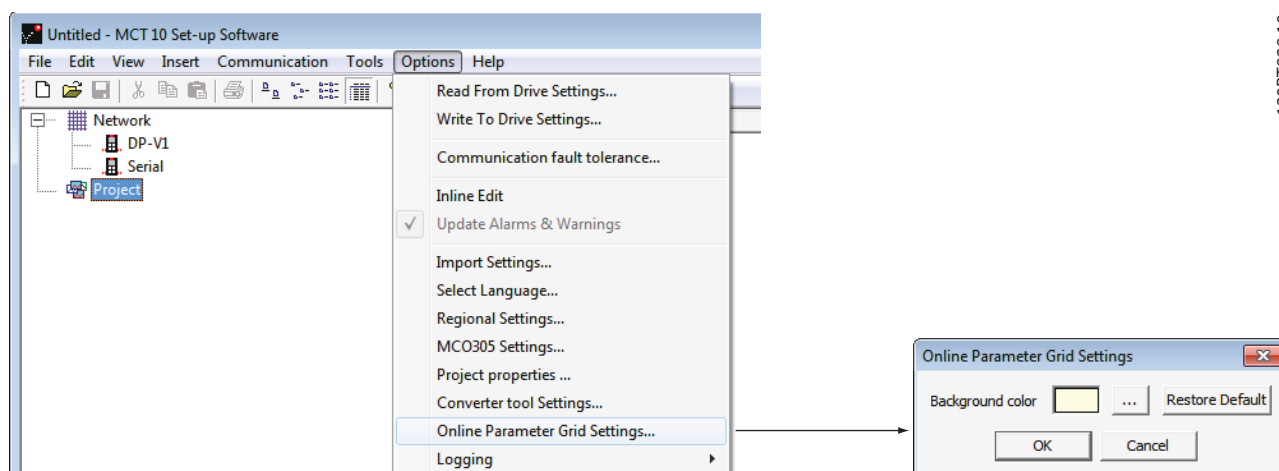 Untitled - MCT 10 Set-up Software
File Edit View Insert Communication Tools Options Help
Network
DP-V1
Serial
Project
Read From Drive Settings...
Write To Drive Settings...
Communication fault tolerance...
Inline Edit
Update Alarms & Warnings
Import Settings...
Select Language...
Regional Settings...
MCO305 Settings...
Project properties ...
Converter tool Settings...
Online Parameter Grid Settings...
Logging
Online Parameter Grid Settings
Background color ... Restore Default
OK Cancel